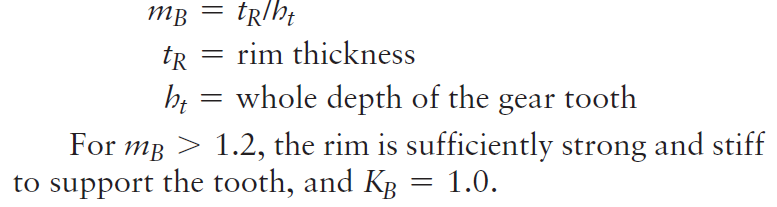 m_B = t_R/h_t
t_R = rim thickness
h_t = whole depth of the gear tooth
For m_B > 1.2, the rim is sufficiently strong and stiff
to support the tooth, and K_B = 1.0.